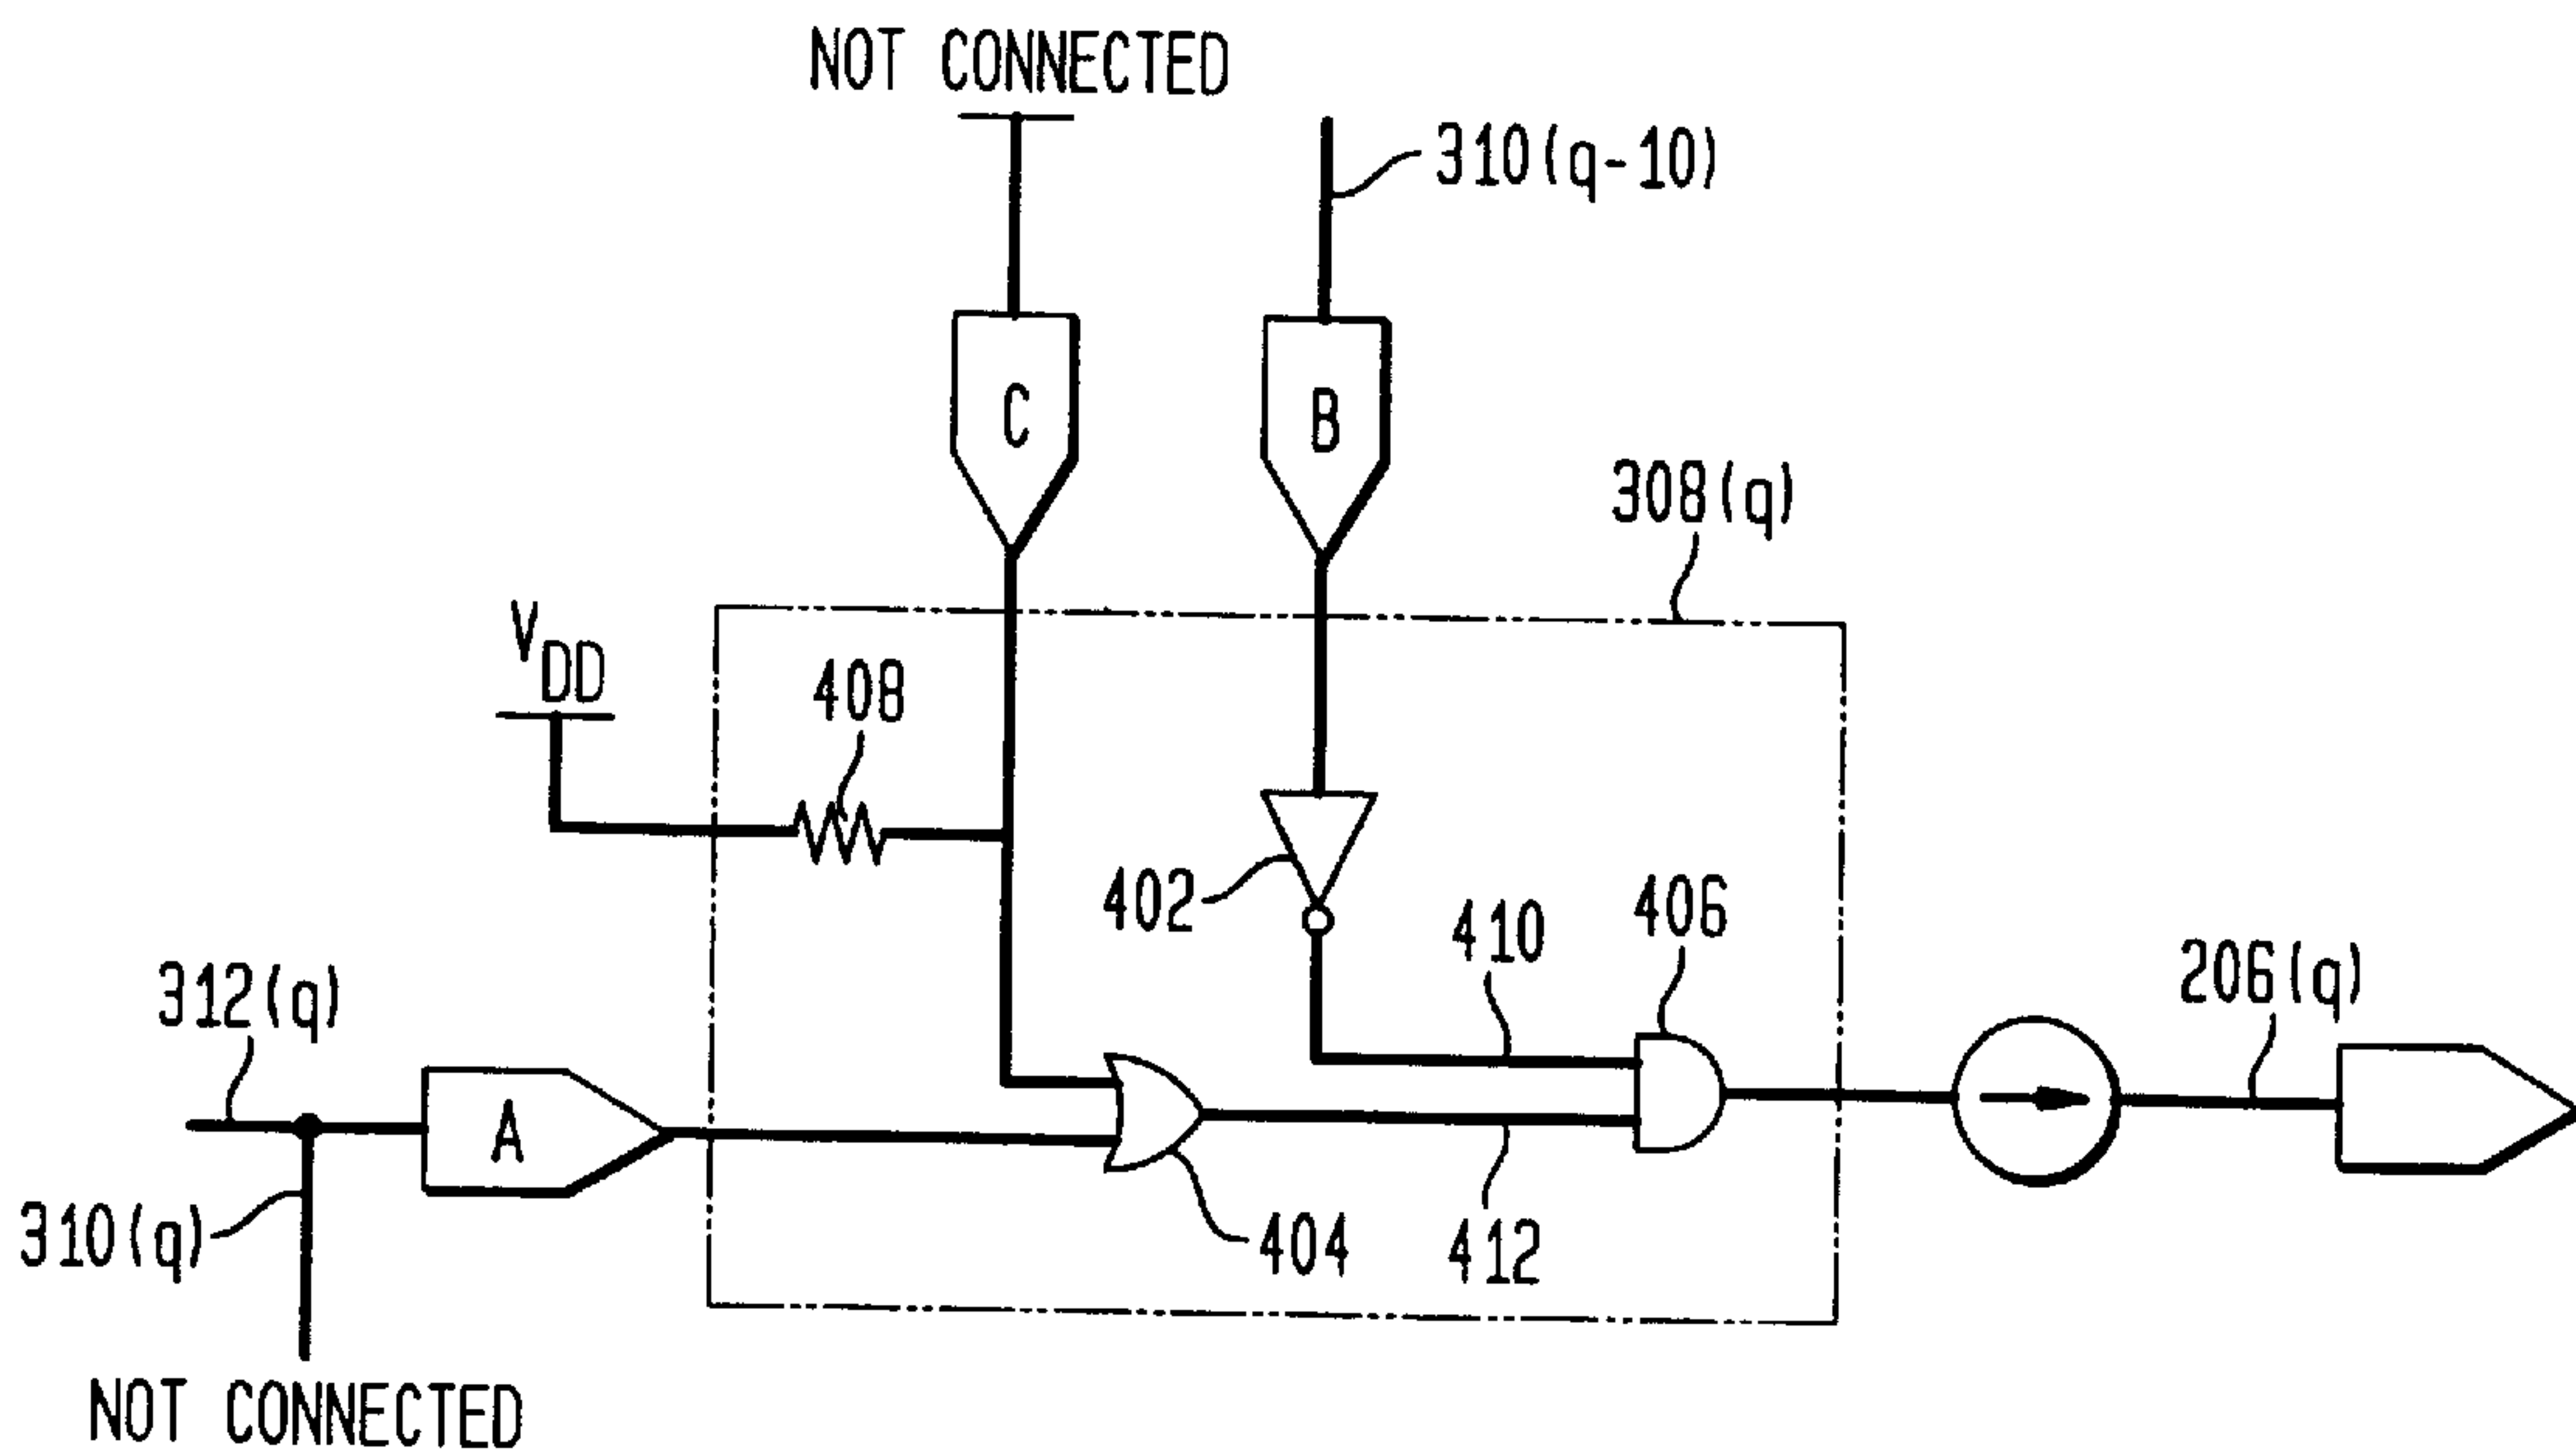 NOT CONNECTED
310(q-10)
C
B
308(q)
VDD
408
402
410
406
206(q)
312(q)
A
310(q)
404
412
NOT CONNECTED